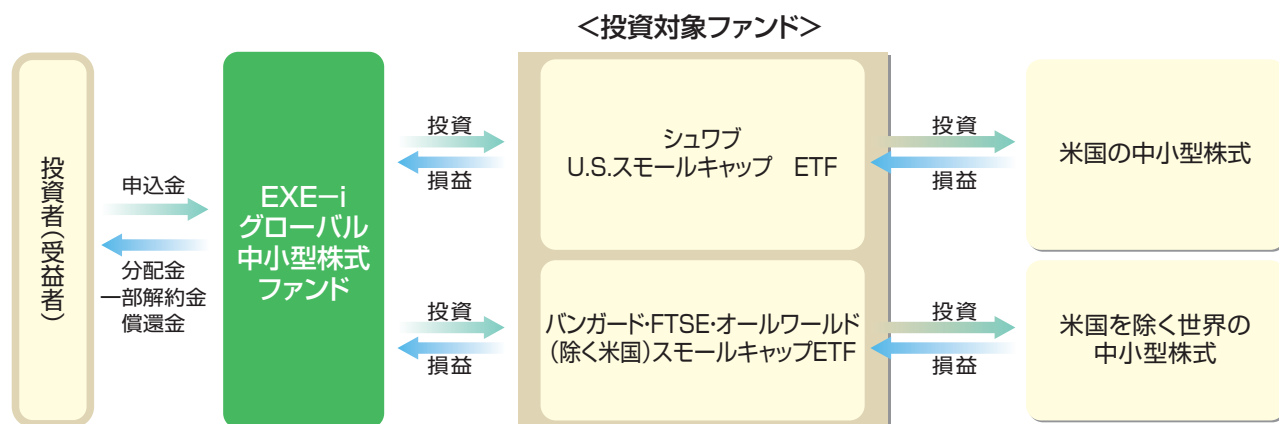 ＜投資対象ファンド＞
投資者（受益者）
申込金
分配金
一部解約金
償還金
EXE－i
グローバル
中小型株式
ファンド
投資
損益
シュワブ
U.S.スモールキャップ　ETF
投資
損益
米国の中小型株式
投資
損益
バンガード・FTSE・オールワールド
（除く米国）スモールキャップETF
投資
損益
米国を除く世界の
中小型株式